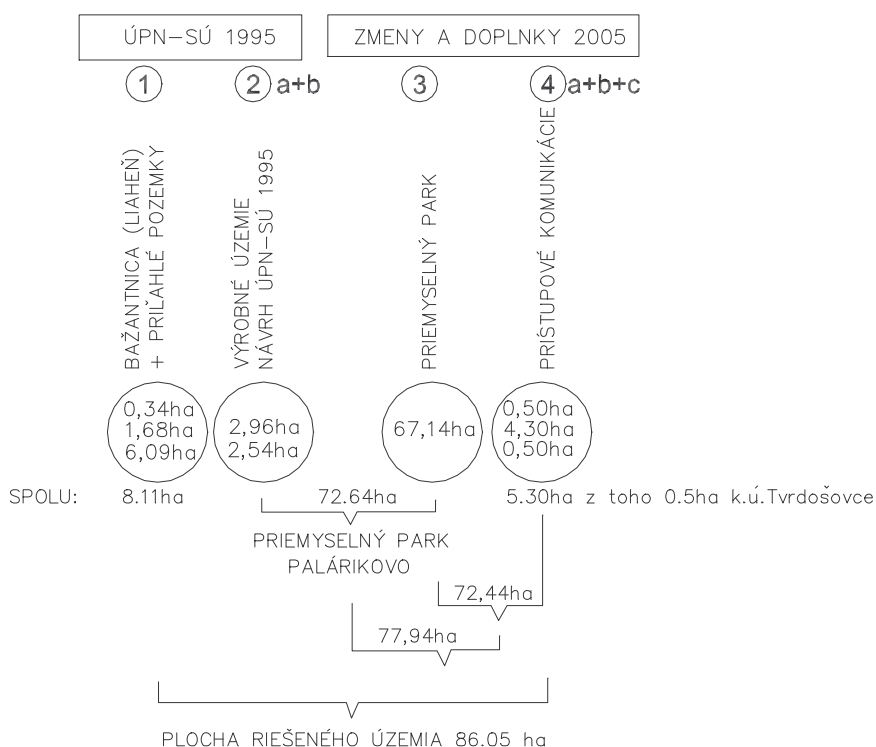 ÚPN-SÚ 1995
ZMENY A DOPLNKY 2005
1
2 a+b
3
4 a+b+c
BAŽANTNICA (LIAHEŇ)
+ PRIĽAHLÉ POZEMKY
VÝROBNÉ ÚZEMIE
NÁVRH ÚPN-SÚ 1995
PRIEMYSELNÝ PARK
PRÍSTUPOVÉ KOMUNIKÁCIE
0,34ha
1,68ha
6,09ha
2,96ha
2,54ha
67,14ha
0,50ha
4,30ha
0,50ha
SPOLU:
8.11ha
72.64ha
5.30ha z toho 0.5ha k.ú.Tvrdošovce
PRIEMYSELNÝ PARK
PALÁRIKOVO
72,44ha
77,94ha
PLOCHA RIEŠENÉHO ÚZEMIA 86.05 ha